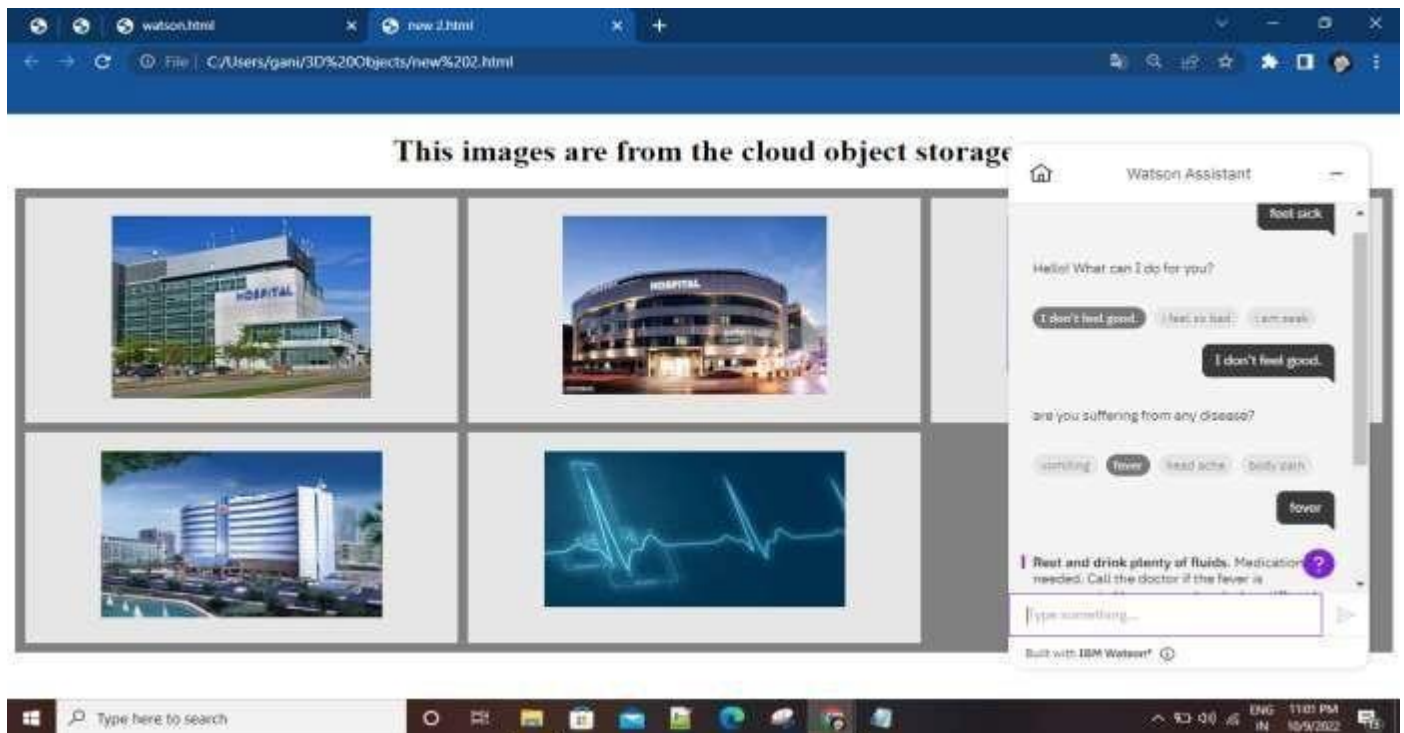 watson.html
new 2.html
File
C:/Users/gani/3D%20Objects/new%202.html
This images are from the cloud object storage
HOSPITAL
HOSPITAL
Watson Assistant
feel sick
Hello! What can I do for you?
I don't feel good.
i feel so bad
I don't feel good.
are you suffering from any disease?
vomiting
fever
head ache
body pain
fever
Rest and drink plenty of fluids. Medication
needed. Call the doctor if the fever is
Type something...
Built with IBM Watson®
Type here to search
ENG
IN
11:01 PM
10/9/2022